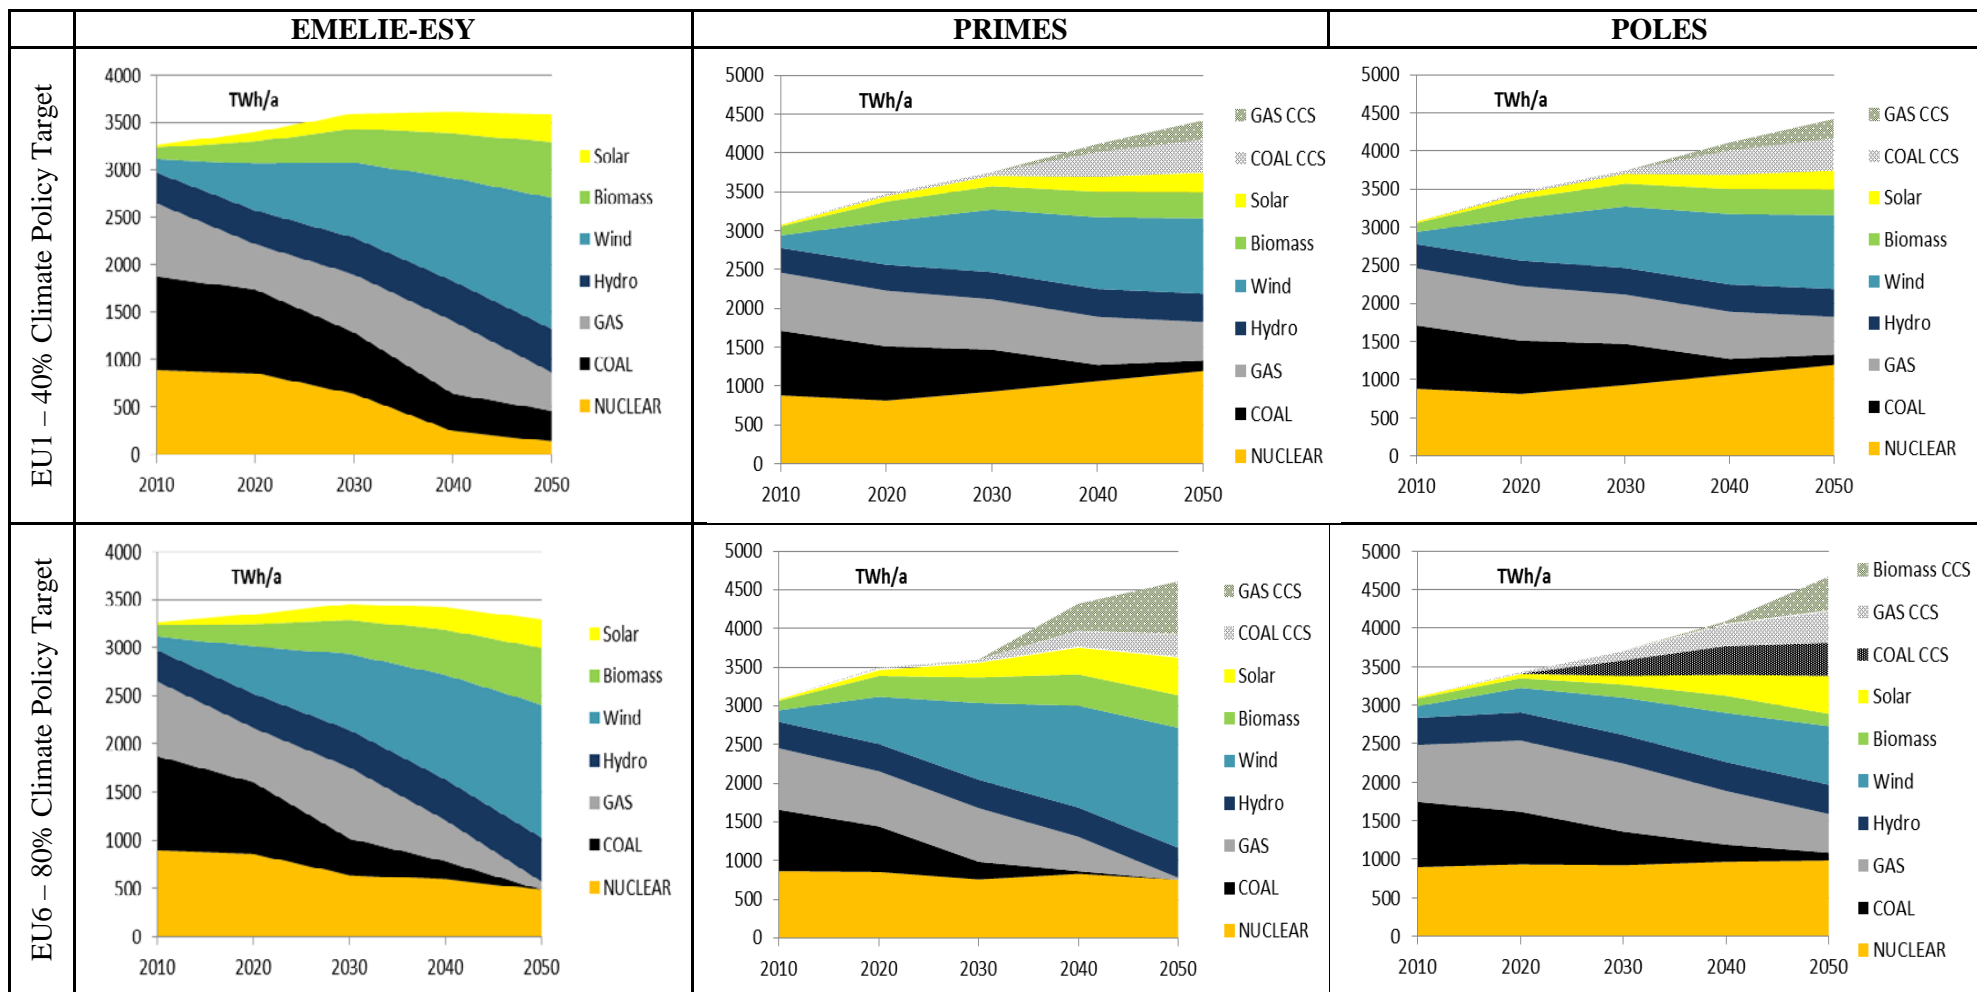 EMELIE-ESY
PRIMES
POLES
EU1 – 40% Climate Policy Target
4000
3500
3000
2500
2000
1500
1000
500
0
TWh/a
2010 2020 2030 2040 2050
Solar
Biomass
Wind
Hydro
GAS
COAL
NUCLEAR
5000
4500
4000
3500
3000
2500
2000
1500
1000
500
0
TWh/a
2010 2020 2030 2040 2050
GAS CCS
COAL CCS
Solar
Biomass
Wind
Hydro
GAS
COAL
NUCLEAR
5000
4500
4000
3500
3000
2500
2000
1500
1000
500
0
TWh/a
2010 2020 2030 2040 2050
GAS CCS
COAL CCS
Solar
Biomass
Wind
Hydro
GAS
COAL
NUCLEAR
EU6 – 80% Climate Policy Target
4000
3500
3000
2500
2000
1500
1000
500
0
TWh/a
2010 2020 2030 2040 2050
Solar
Biomass
Wind
Hydro
GAS
COAL
NUCLEAR
5000
4500
4000
3500
3000
2500
2000
1500
1000
500
0
TWh/a
2010 2020 2030 2040 2050
GAS CCS
COAL CCS
Solar
Biomass
Wind
Hydro
GAS
COAL
NUCLEAR
5000
4500
4000
3500
3000
2500
2000
1500
1000
500
0
TWh/a
2010 2020 2030 2040 2050
Biomass CCS
GAS CCS
COAL CCS
Solar
Biomass
Wind
Hydro
GAS
COAL
NUCLEAR